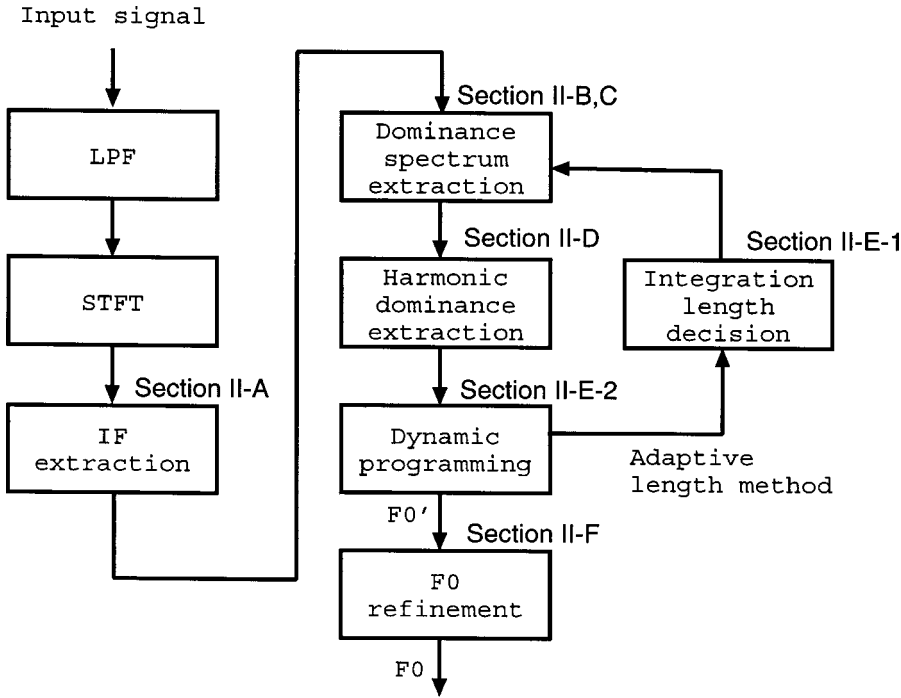 Input signal
LPF
STFT
Section II-A
IF
extraction
Section II-B,C
Dominance
spectrum
extraction
Section II-D
Harmonic
dominance
extraction
Section II-E-1
Integration
length
decision
Section II-E-2
Dynamic
programming
Adaptive
length method
F0'
Section II-F
F0
refinement
F0